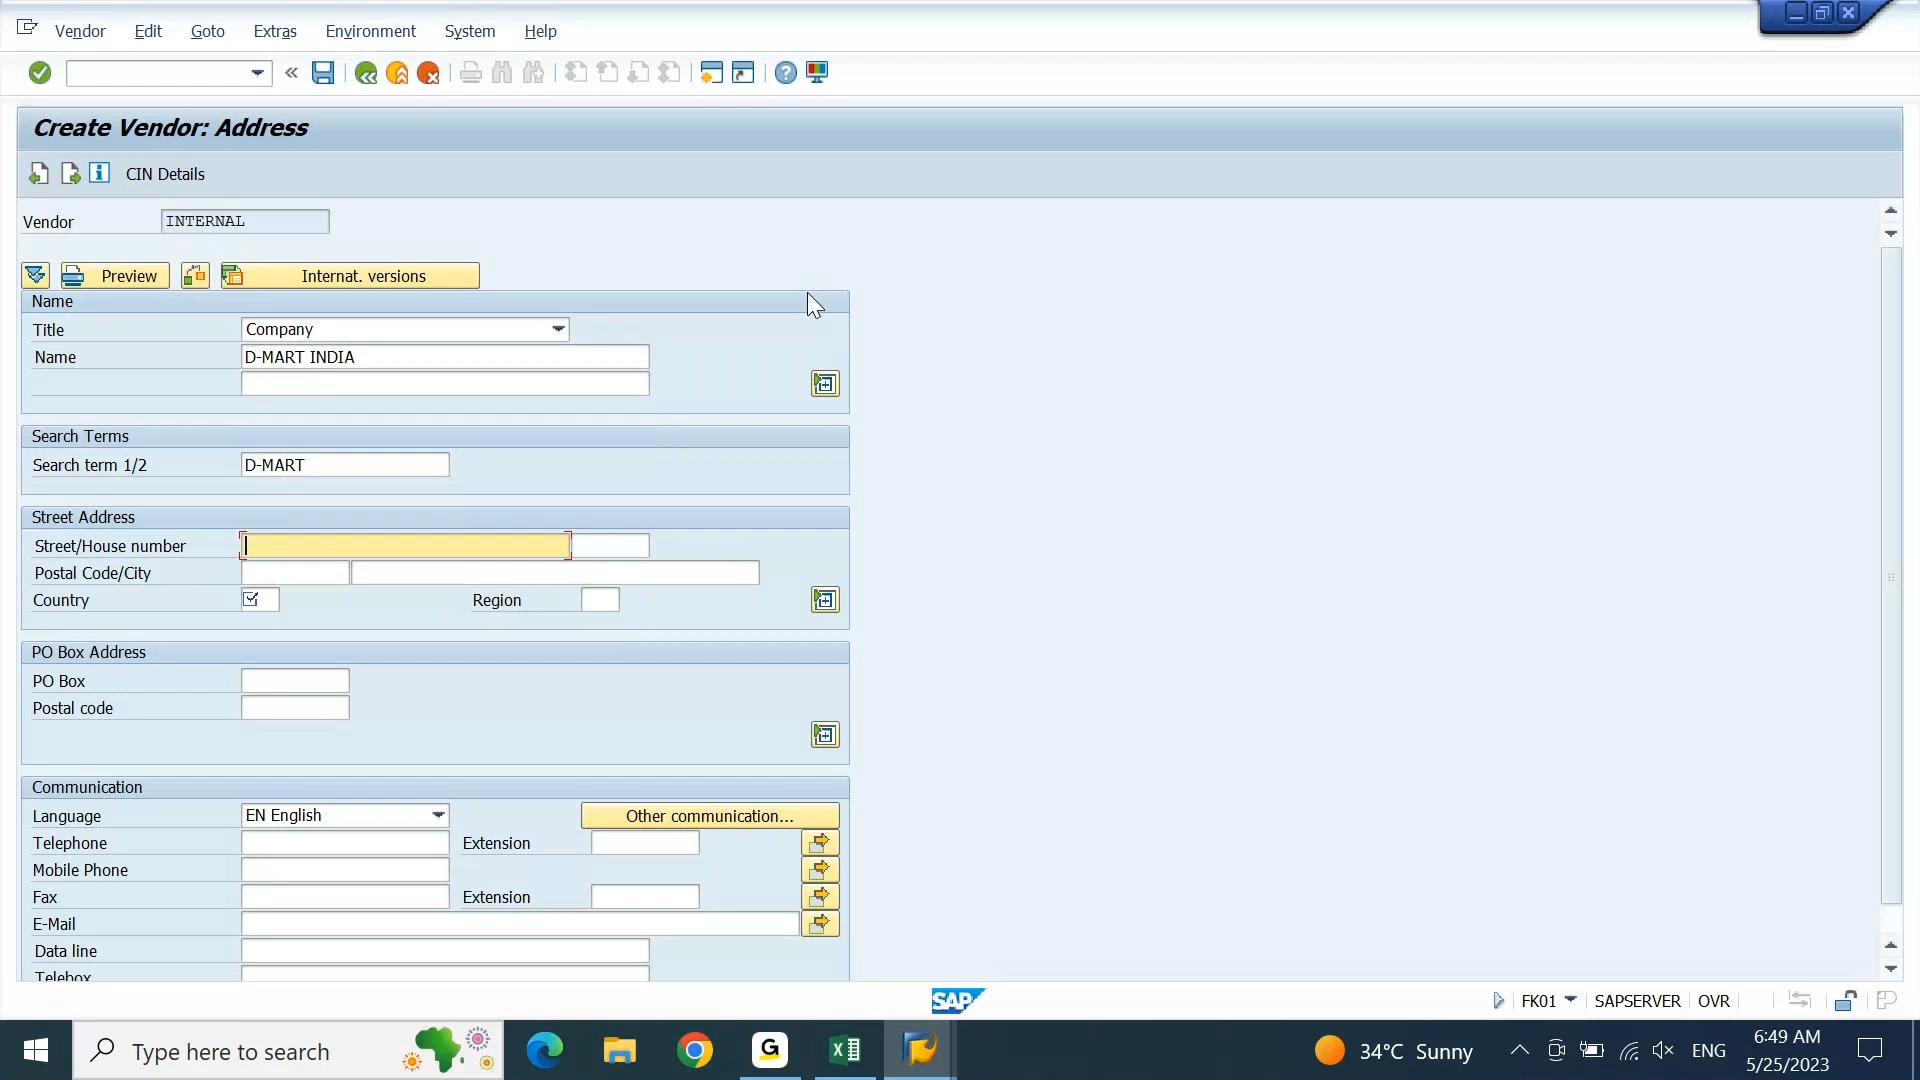 Vendor Edit Goto Extras Environment System Help
Create Vendor: Address
CIN Details
Vendor INTERNAL
Preview Internat. versions
Name
Title Company
Name D-MART INDIA
Search Terms
Search term 1/2 D-MART
Street Address
Street/House number
Postal Code/City
Country Region
PO Box Address
PO Box
Postal code
Communication
Language EN English Other communication...
Telephone Extension
Mobile Phone
Fax Extension
E-Mail
Data line
Telebox
SAP FK01 SAPSERVER OVR
Type here to search 34°C Sunny ENG 6:49 AM
5/25/2023